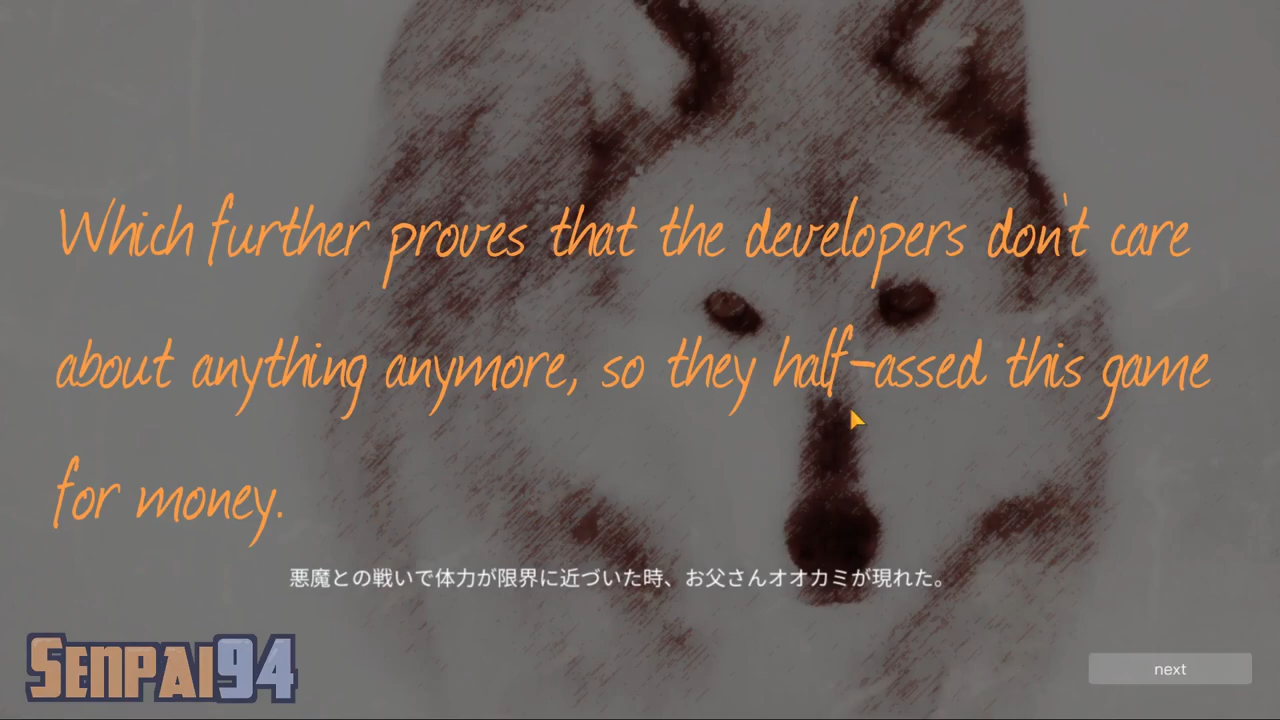 Which further proves that the developers don't care
about anything anymore, so they half-assed this game
for money.
悪魔との戦いで体力が限界に近づいた時、お父さんオオカミが現れた。
SENPAI94
next